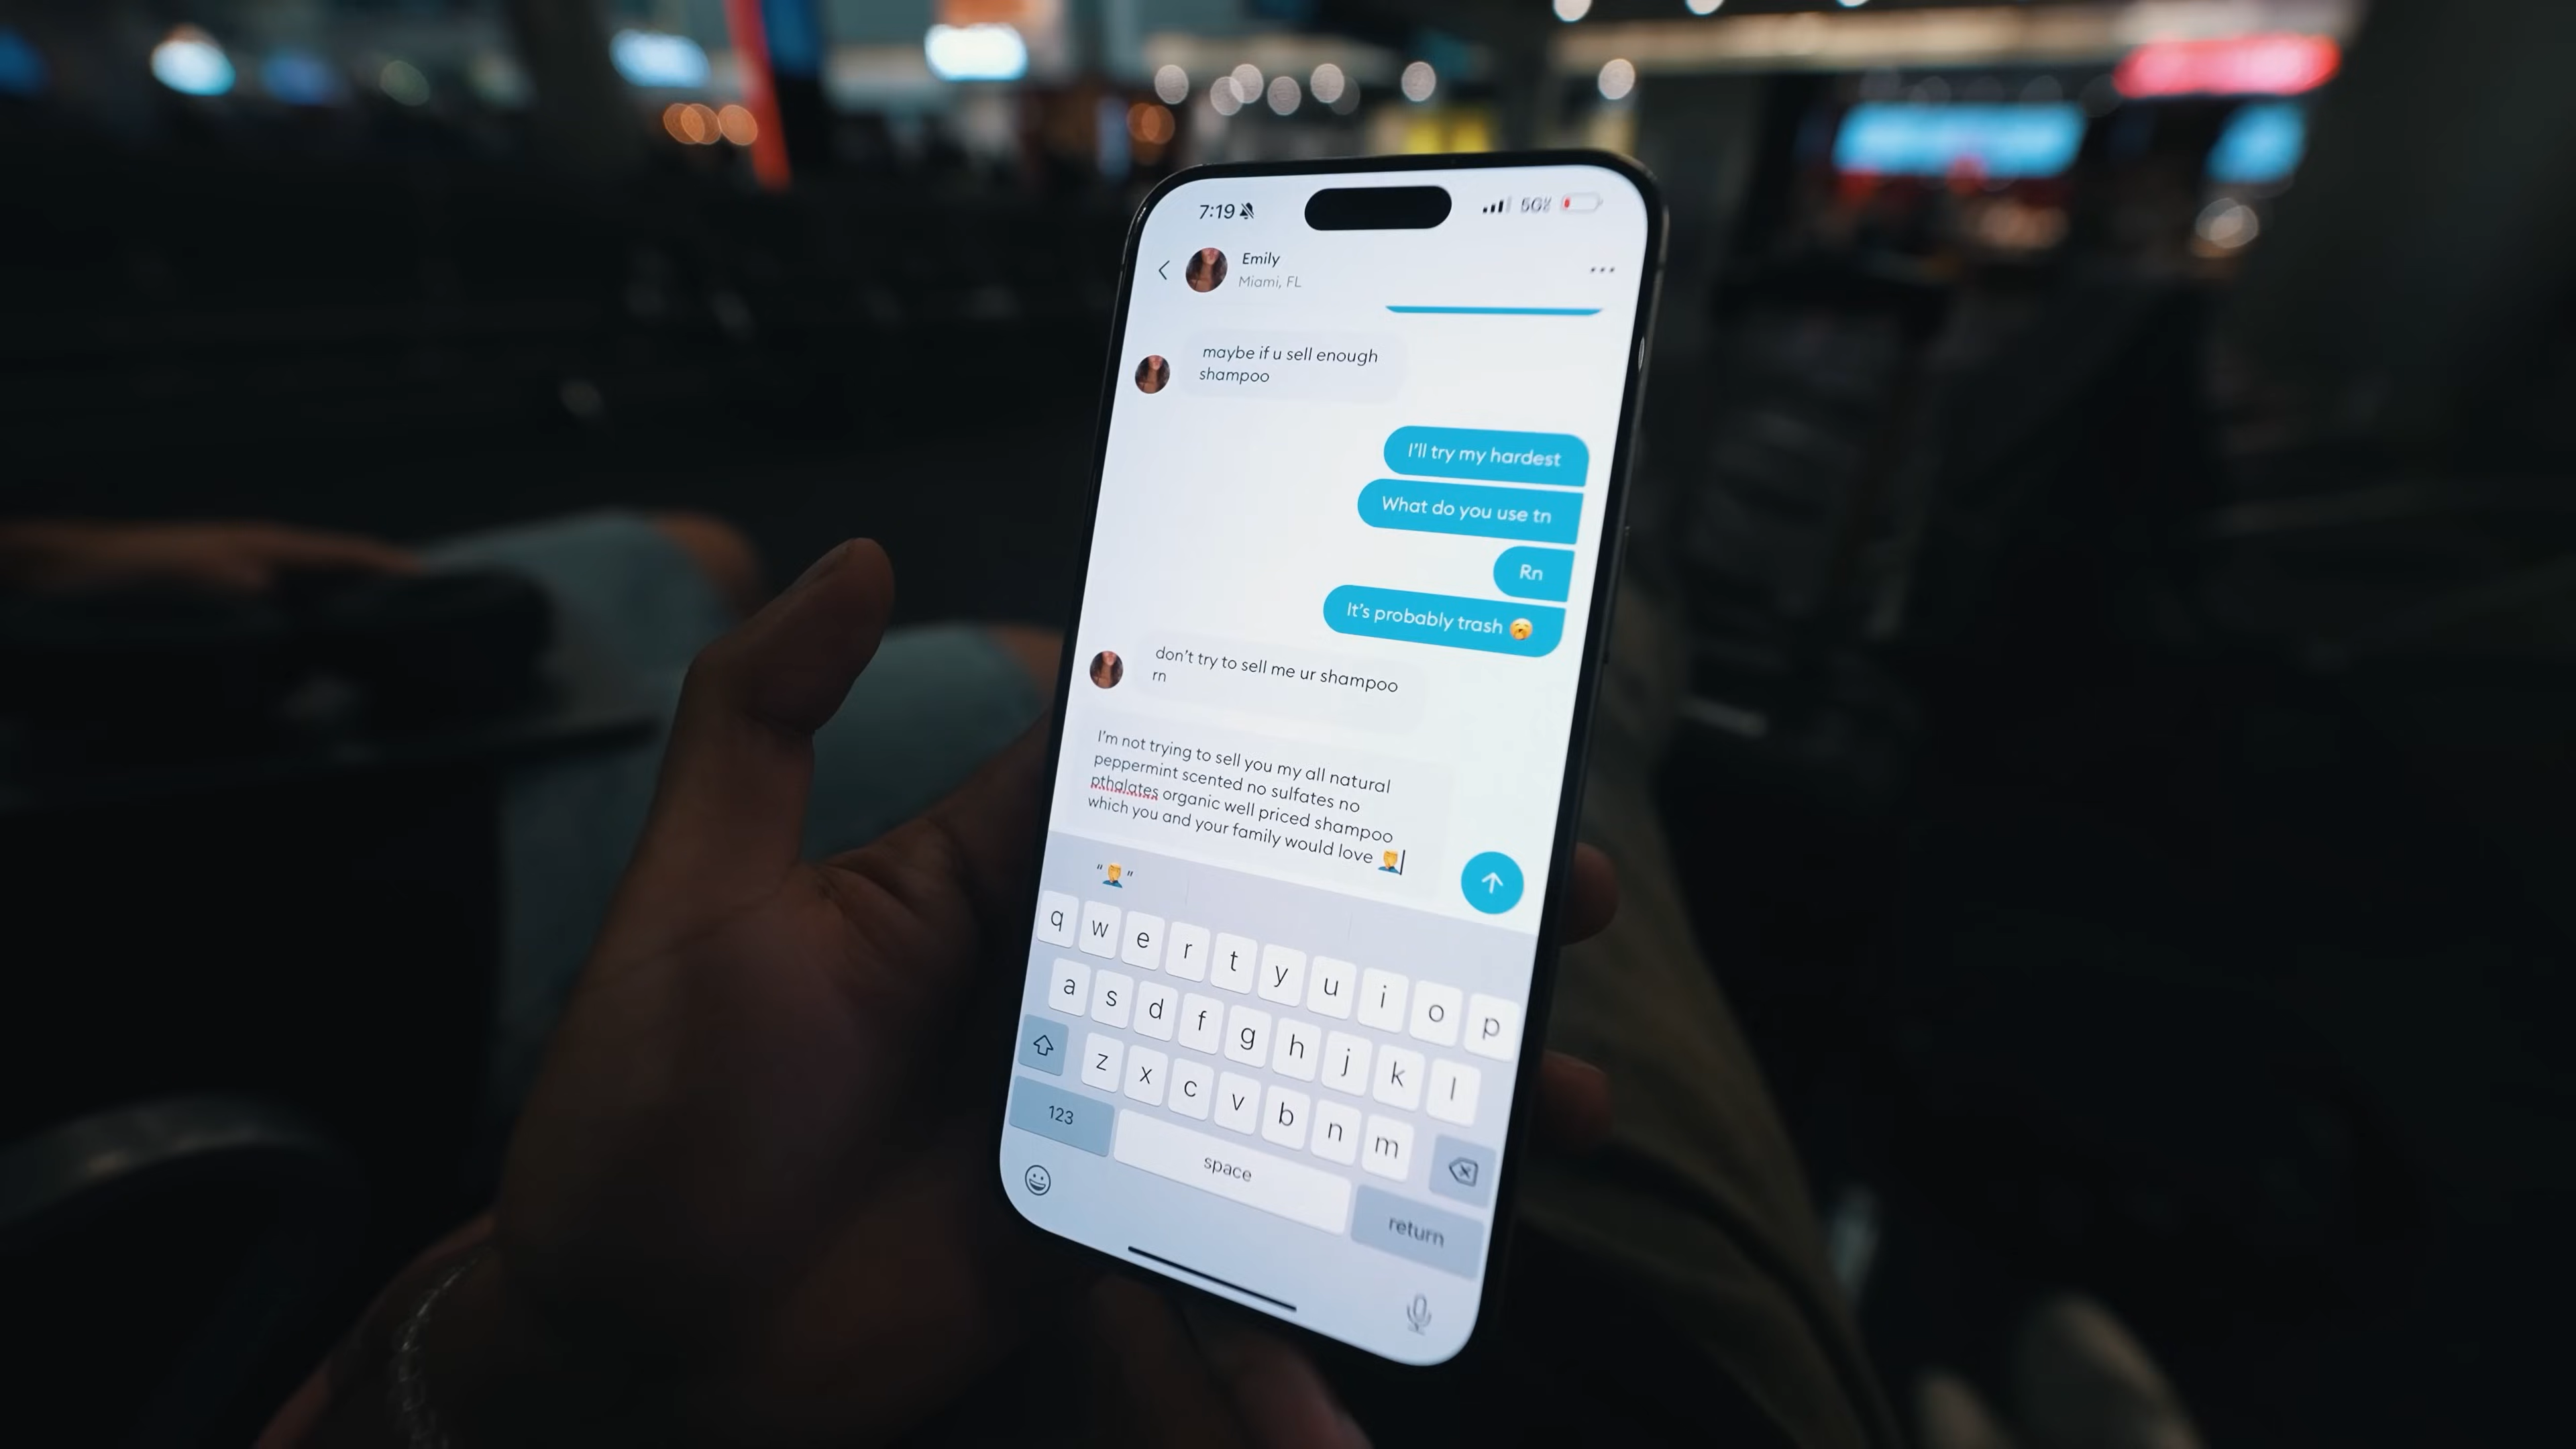 7:19
5G
Emily
Miami, FL
maybe if u sell enough
shampoo
I'll try my hardest
What do you use tn
Rn
It's probably trash 🥱
don't try to sell me ur shampoo
rn
I'm not trying to sell you my all natural
peppermint scented no sulfates no
pthalates organic well priced shampoo
which you and your family would love 🤦‍♂️
"🤦‍♂️"
q w e r t y u i o p
a s d f g h j k l
z x c v b n m
123
space
return